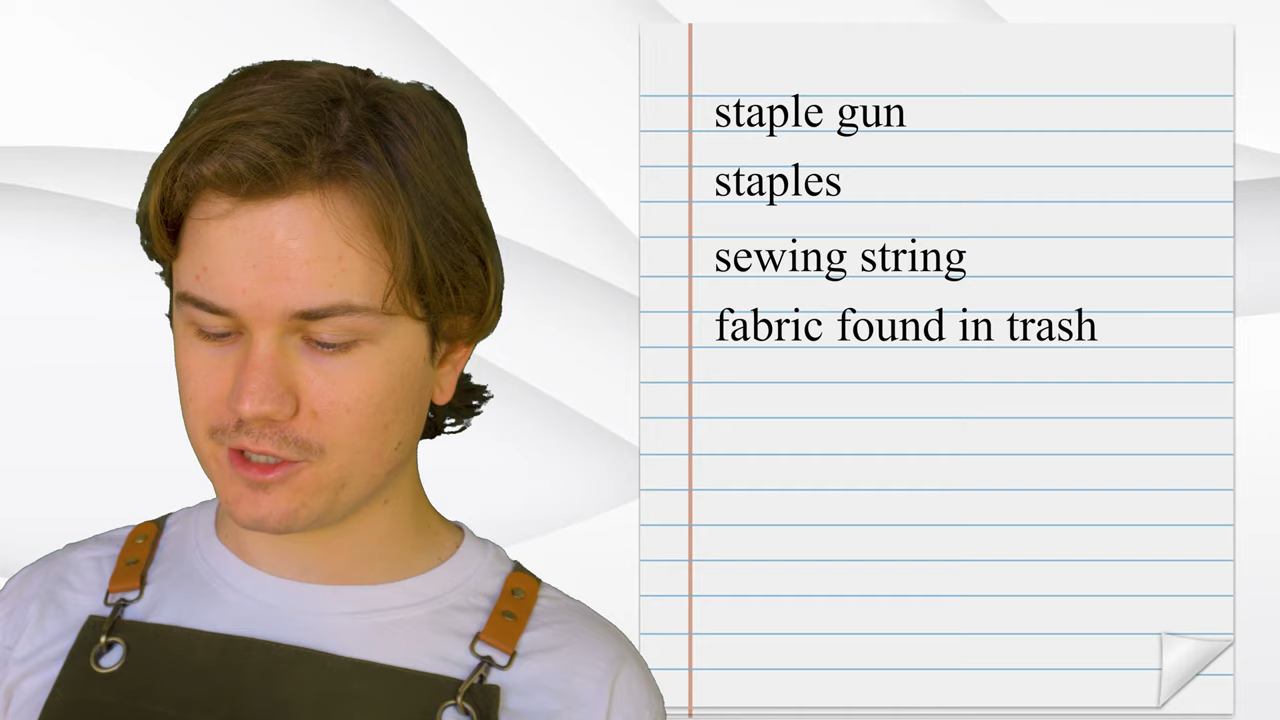 staple gun
staples
sewing string
fabric found in trash